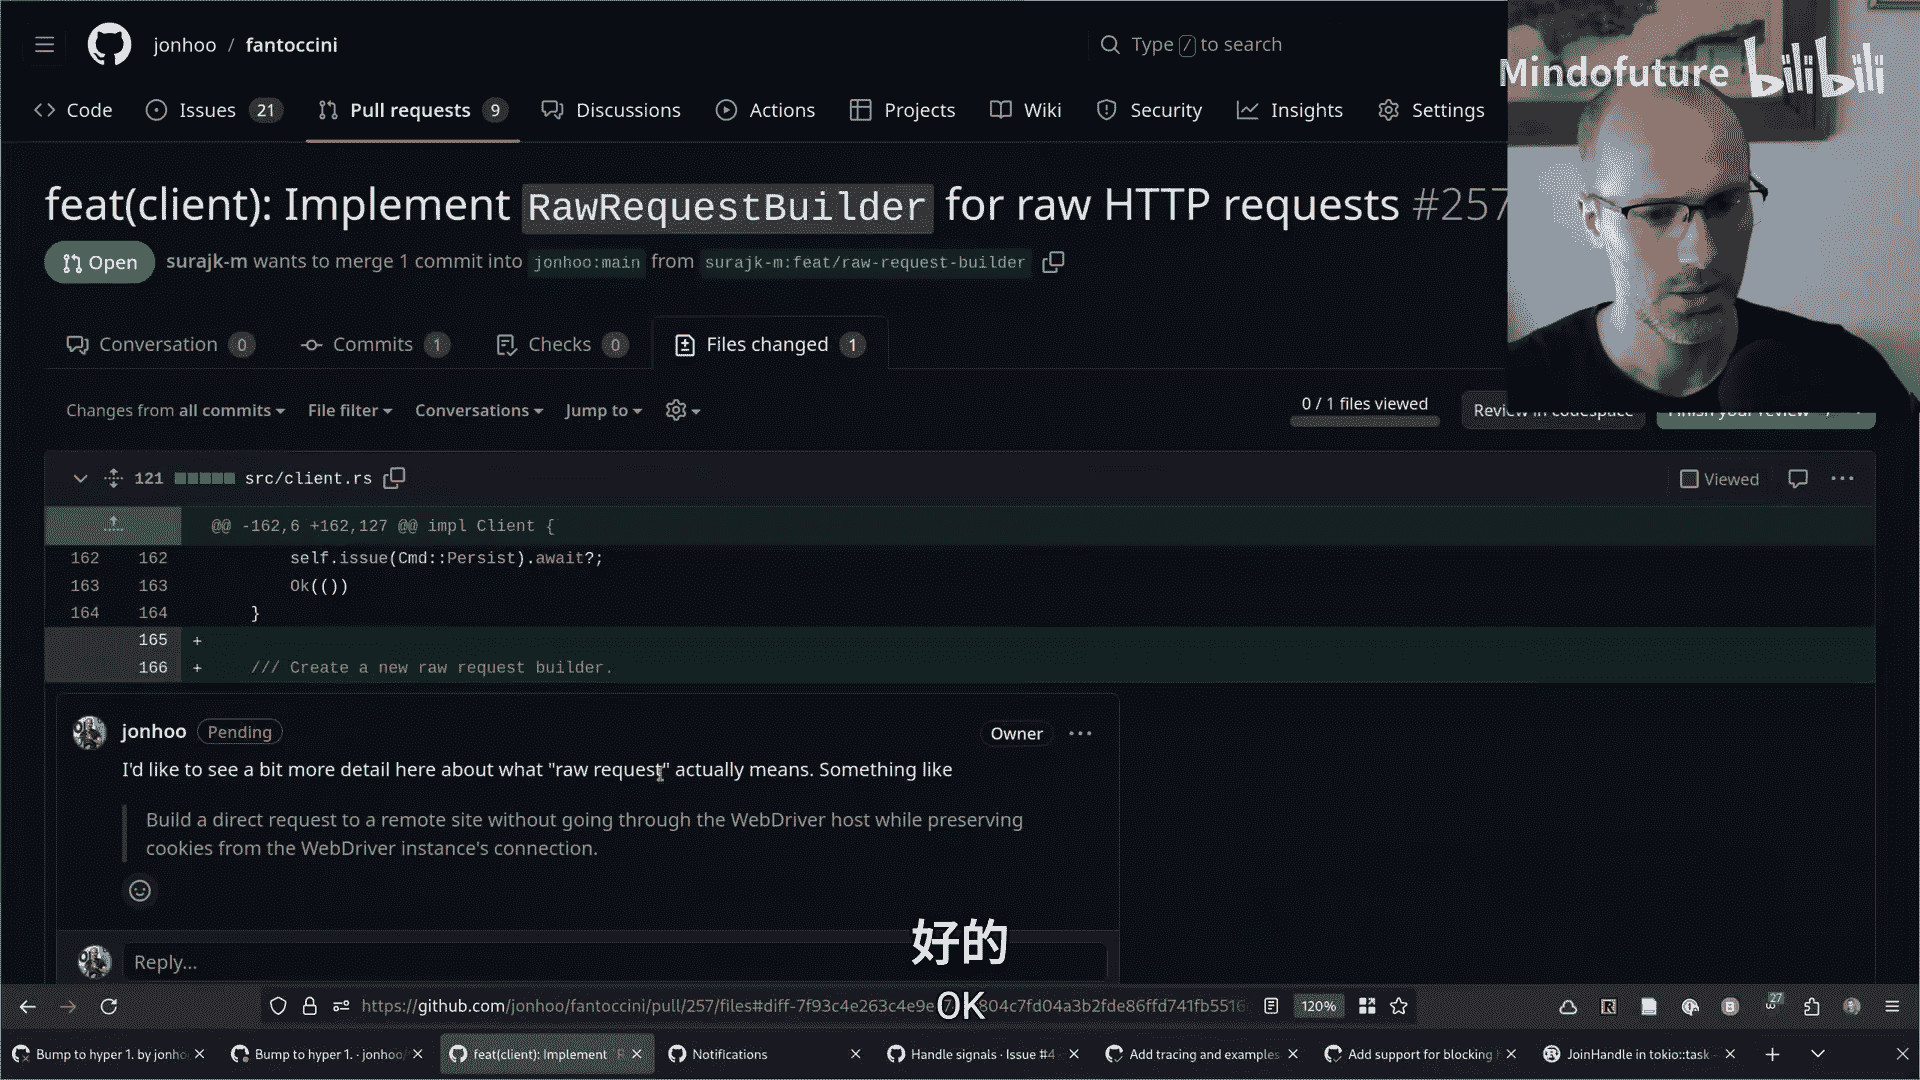 jonhoo / fantoccini
Type / to search
Mindofuture bilibili
Code
Issues 21
Pull requests 9
Discussions
Actions
Projects
Wiki
Security
Insights
Settings
feat(client): Implement RawRequestBuilder for raw HTTP requests #257
Open
surajk-m wants to merge 1 commit into jonhoo:main from surajk-m:feat/raw-request-builder
Conversation 0
Commits 1
Checks 0
Files changed 1
Changes from all commits
File filter
Conversations
Jump to
0 / 1 files viewed
Review in codespace
Finish your review
121 src/client.rs
Viewed
@@ -162,6 +162,127 @@ impl Client {
162 162 self.issue(Cmd::Persist).await?;
163 163 Ok(())
164 164 }
165 +
166 + /// Create a new raw request builder.
jonhoo Pending Owner
I'd like to see a bit more detail here about what "raw request" actually means. Something like
Build a direct request to a remote site without going through the WebDriver host while preserving
cookies from the WebDriver instance's connection.
好的
Reply...
OK
https://github.com/jonhoo/fantoccini/pull/257/files#diff-7f93c4e263c4e9e
804c7fd04a3b2fde86ffd741fb5516
120%
27
Bump to hyper 1. by jonho
Bump to hyper 1. · jonhoo/
feat(client): Implement
Notifications
Handle signals · Issue #4
Add tracing and examples
Add support for blocking
JoinHandle in tokio::task